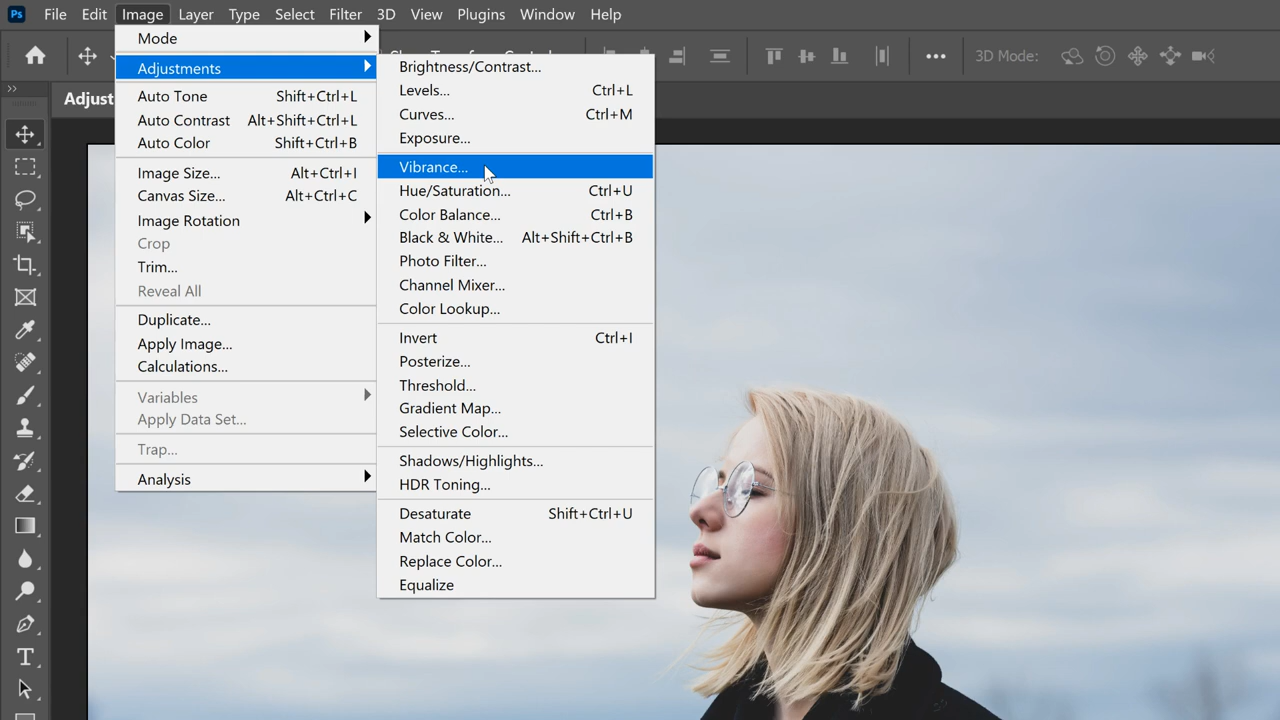 Ps File Edit Image Layer Type Select Filter 3D View Plugins Window Help
3D Mode:
Adjust
Mode
Adjustments
Auto Tone Shift+Ctrl+L
Auto Contrast Alt+Shift+Ctrl+L
Auto Color Shift+Ctrl+B
Image Size... Alt+Ctrl+I
Canvas Size... Alt+Ctrl+C
Image Rotation
Crop
Trim...
Reveal All
Duplicate...
Apply Image...
Calculations...
Variables
Apply Data Set...
Trap...
Analysis
Brightness/Contrast...
Levels... Ctrl+L
Curves... Ctrl+M
Exposure...
Vibrance...
Hue/Saturation... Ctrl+U
Color Balance... Ctrl+B
Black & White... Alt+Shift+Ctrl+B
Photo Filter...
Channel Mixer...
Color Lookup...
Invert Ctrl+I
Posterize...
Threshold...
Gradient Map...
Selective Color...
Shadows/Highlights...
HDR Toning...
Desaturate Shift+Ctrl+U
Match Color...
Replace Color...
Equalize